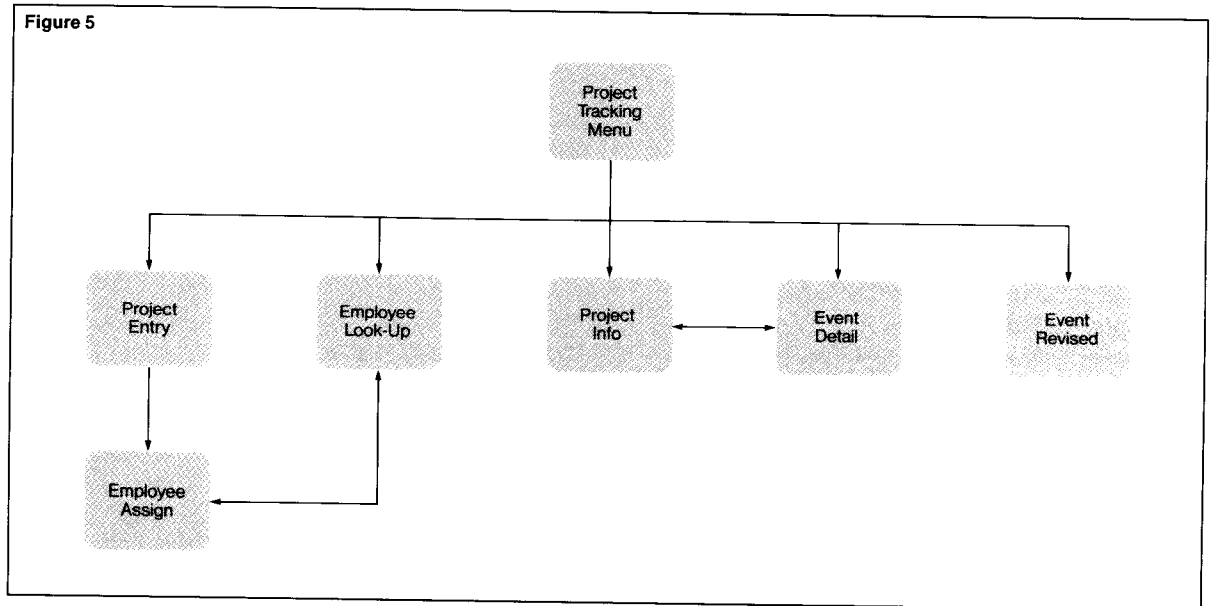 Figure 5
Project
Tracking
Menu
Project
Entry
Employee
Look-Up
Project
Info
Event
Detail
Event
Revised
Employee
Assign